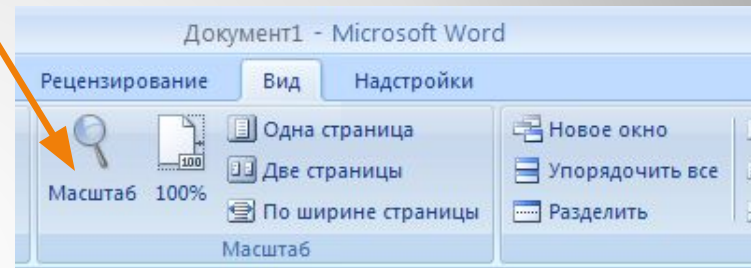 Документ1 - Microsoft Word
Рецензирование Вид Надстройки
Масштаб
100
100%
Одна страница
Две страницы
По ширине страницы
Масштаб
Новое окно
Упорядочить все
Разделить